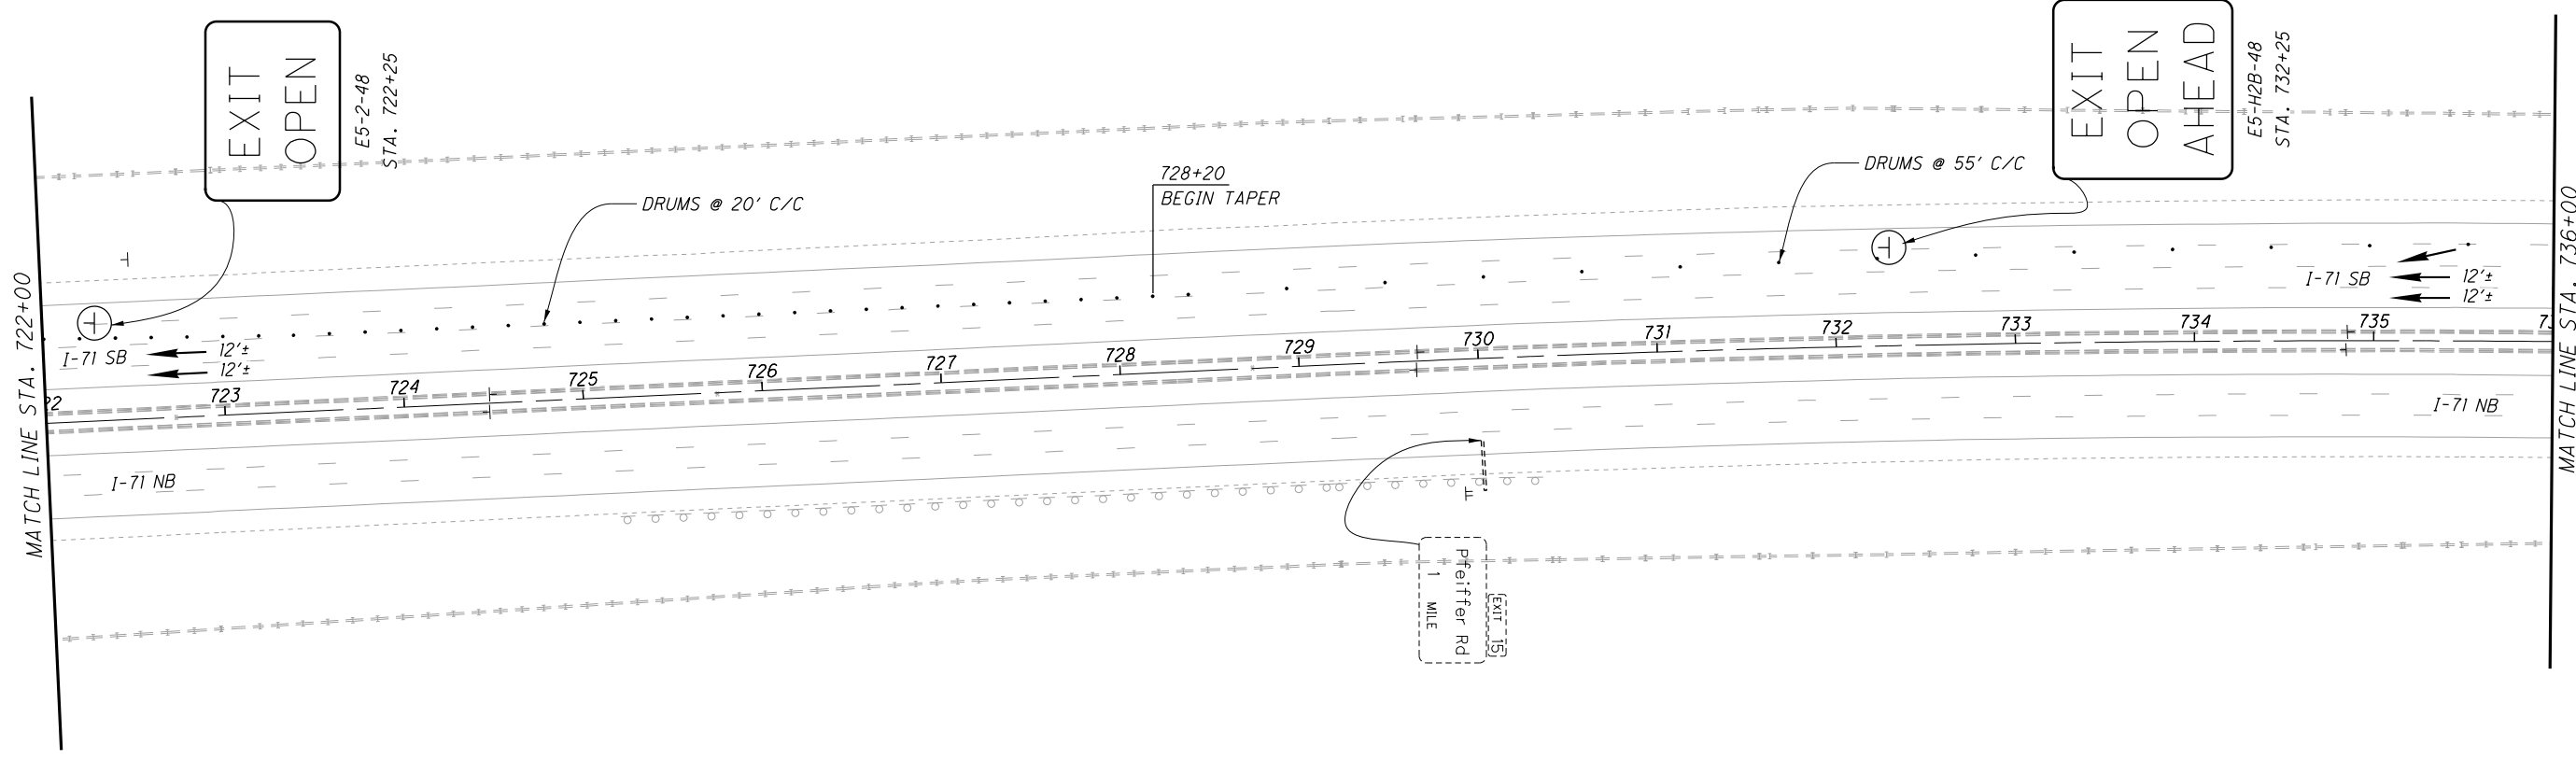 EXIT
OPEN
E5-2-48
STA. 722+25
EXIT
OPEN
AHEAD
E5-H2B-48
STA. 732+25
728+20
BEGIN TAPER
DRUMS @ 20' C/C
DRUMS @ 55' C/C
MATCH LINE STA. 722+00
MATCH LINE STA. 736+00
I-71 SB
12'±
12'±
I-71 SB
12'±
12'±
22
723
724
725
726
727
728
729
730
731
732
733
734
735
73
I-71 NB
I-71 NB
EXIT 15
Pfeiffer Rd
1 MILE